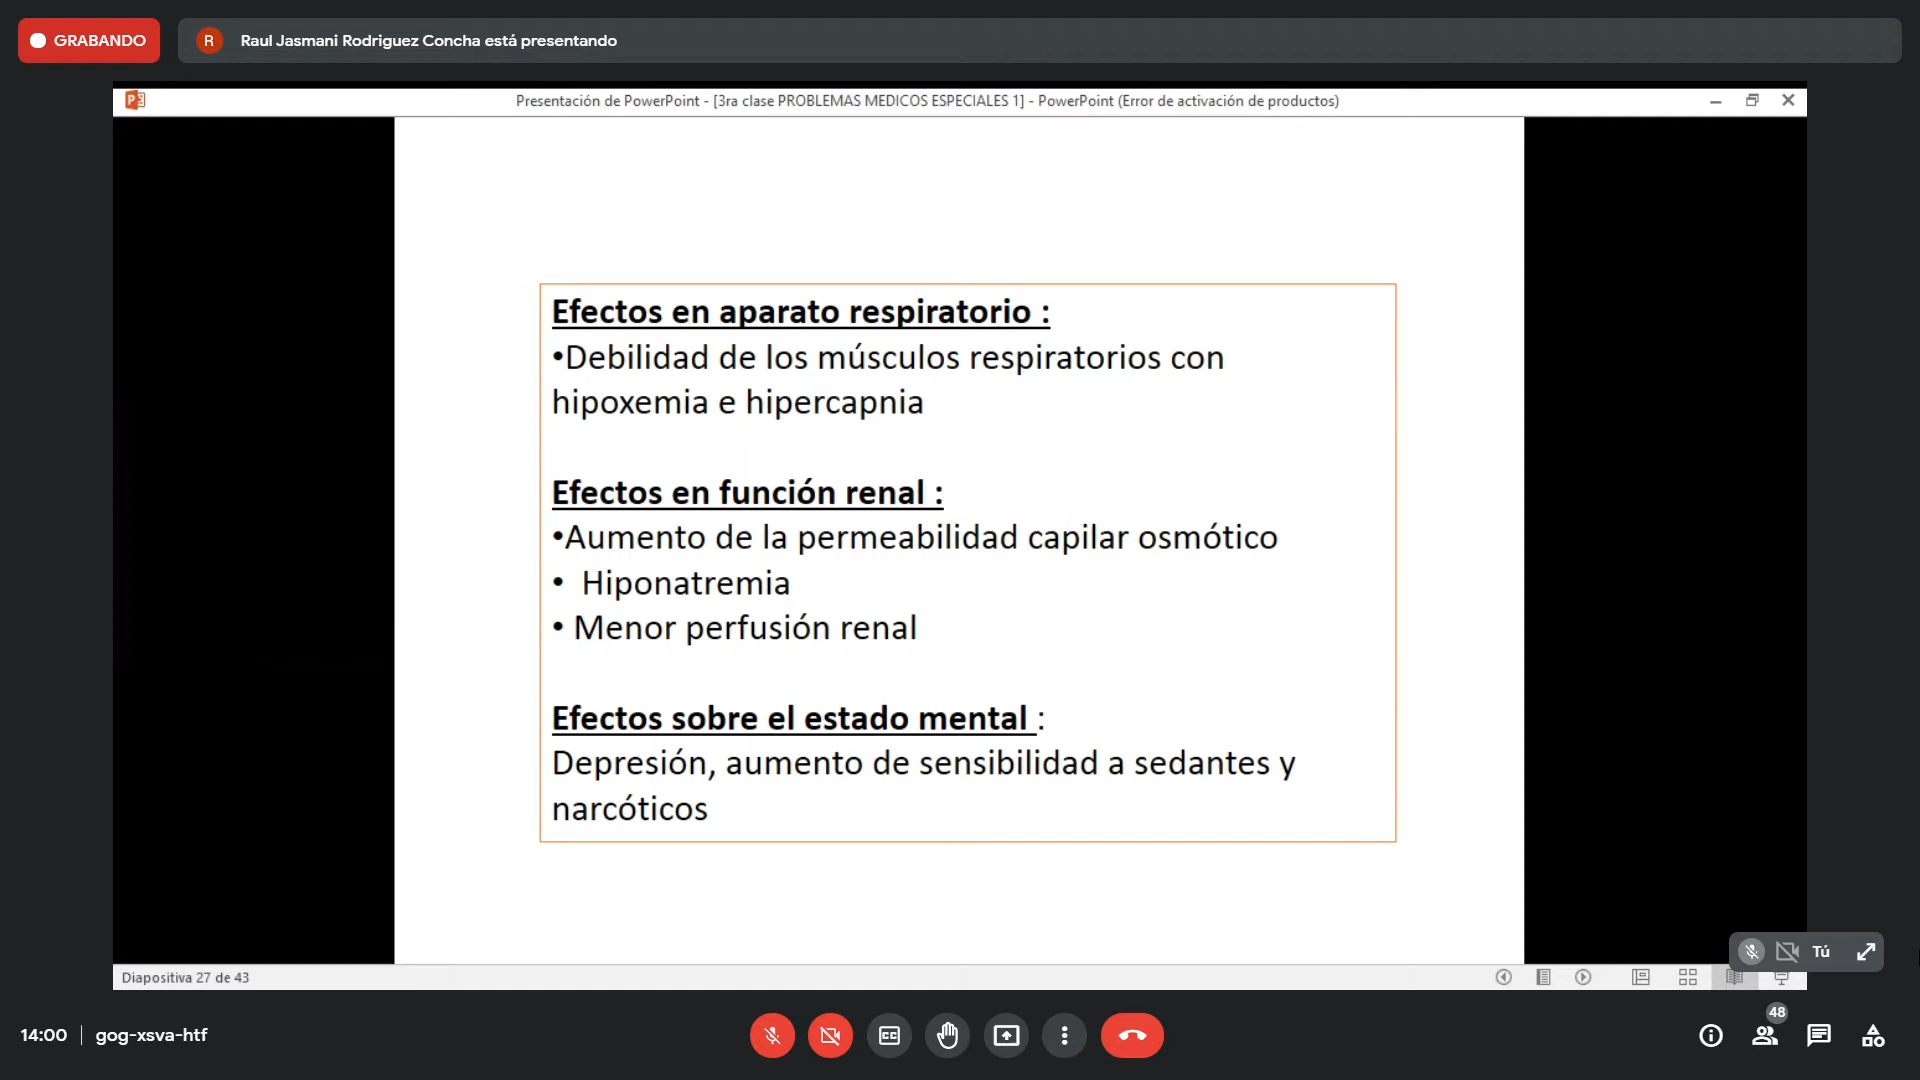 GRABANDO
R
Raul Jasmani Rodriguez Concha está presentando
Presentación de PowerPoint - [3ra clase PROBLEMAS MEDICOS ESPECIALES 1] - PowerPoint (Error de activación de productos)
Efectos en aparato respiratorio :
•Debilidad de los músculos respiratorios con
hipoxemia e hipercapnia
Efectos en función renal :
•Aumento de la permeabilidad capilar osmótico
• Hiponatremia
• Menor perfusión renal
Efectos sobre el estado mental :
Depresión, aumento de sensibilidad a sedantes y
narcóticos
Tú
Diapositiva 27 de 43
14:00
gog-xsva-htf
48